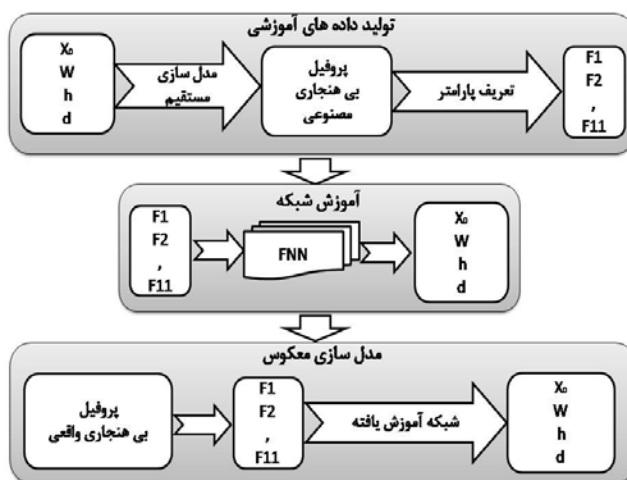 تولید داده های آموزشی
X₀
W
h
d
مدل سازی
مستقیم
پروفیل
بی هنجاری
مصنوعی
تعریف پارامتر
F1
F2
,
F11
آموزش شبکه
F1
F2
,
F11
FNN
X₀
W
h
d
مدل سازی معکوس
پروفیل
بی هنجاری واقعی
F1
F2
,
F11
شبکه آموزش یافته
X₀
W
h
d